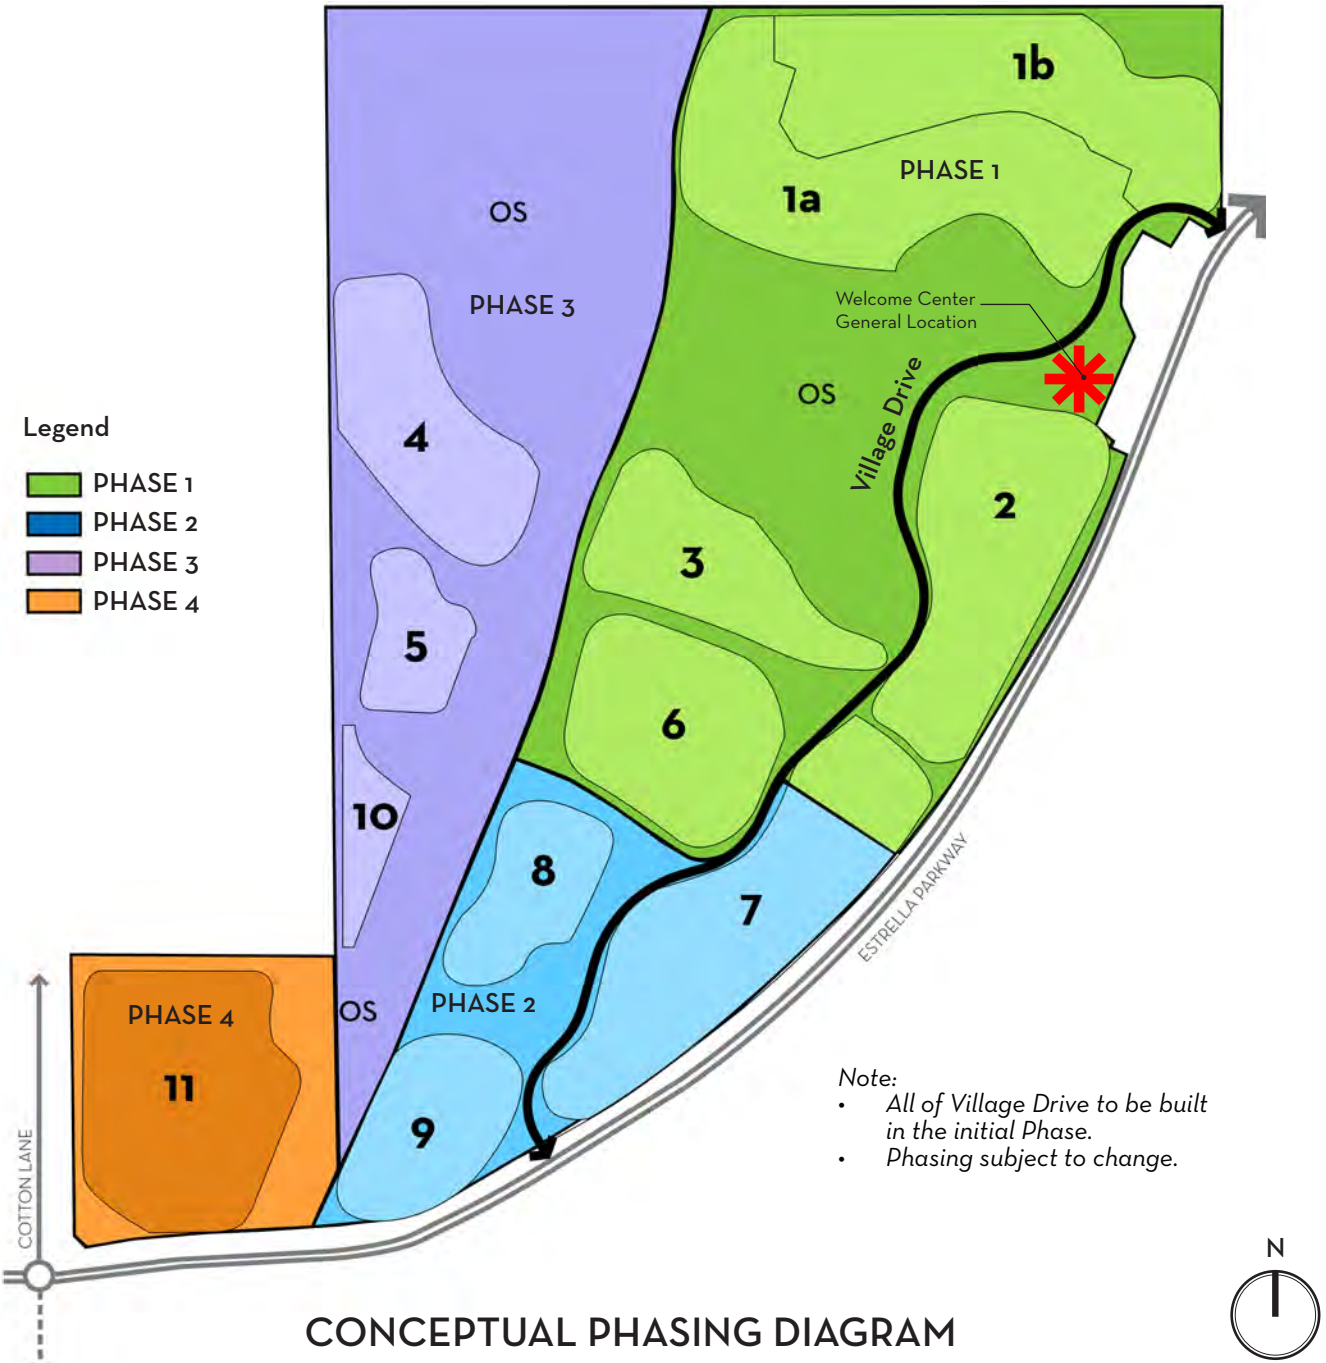 1b
PHASE 1
1a
OS
PHASE 3
Welcome Center
General Location
OS
Village Drive
4
Legend
PHASE 1
PHASE 2
PHASE 3
PHASE 4
2
3
5
6
10
8
7
ESTRELLA PARKWAY
PHASE 2
OS
PHASE 4
11
9
COTTON LANE
Note:
• All of Village Drive to be built
in the initial Phase.
• Phasing subject to change.
N
CONCEPTUAL PHASING DIAGRAM